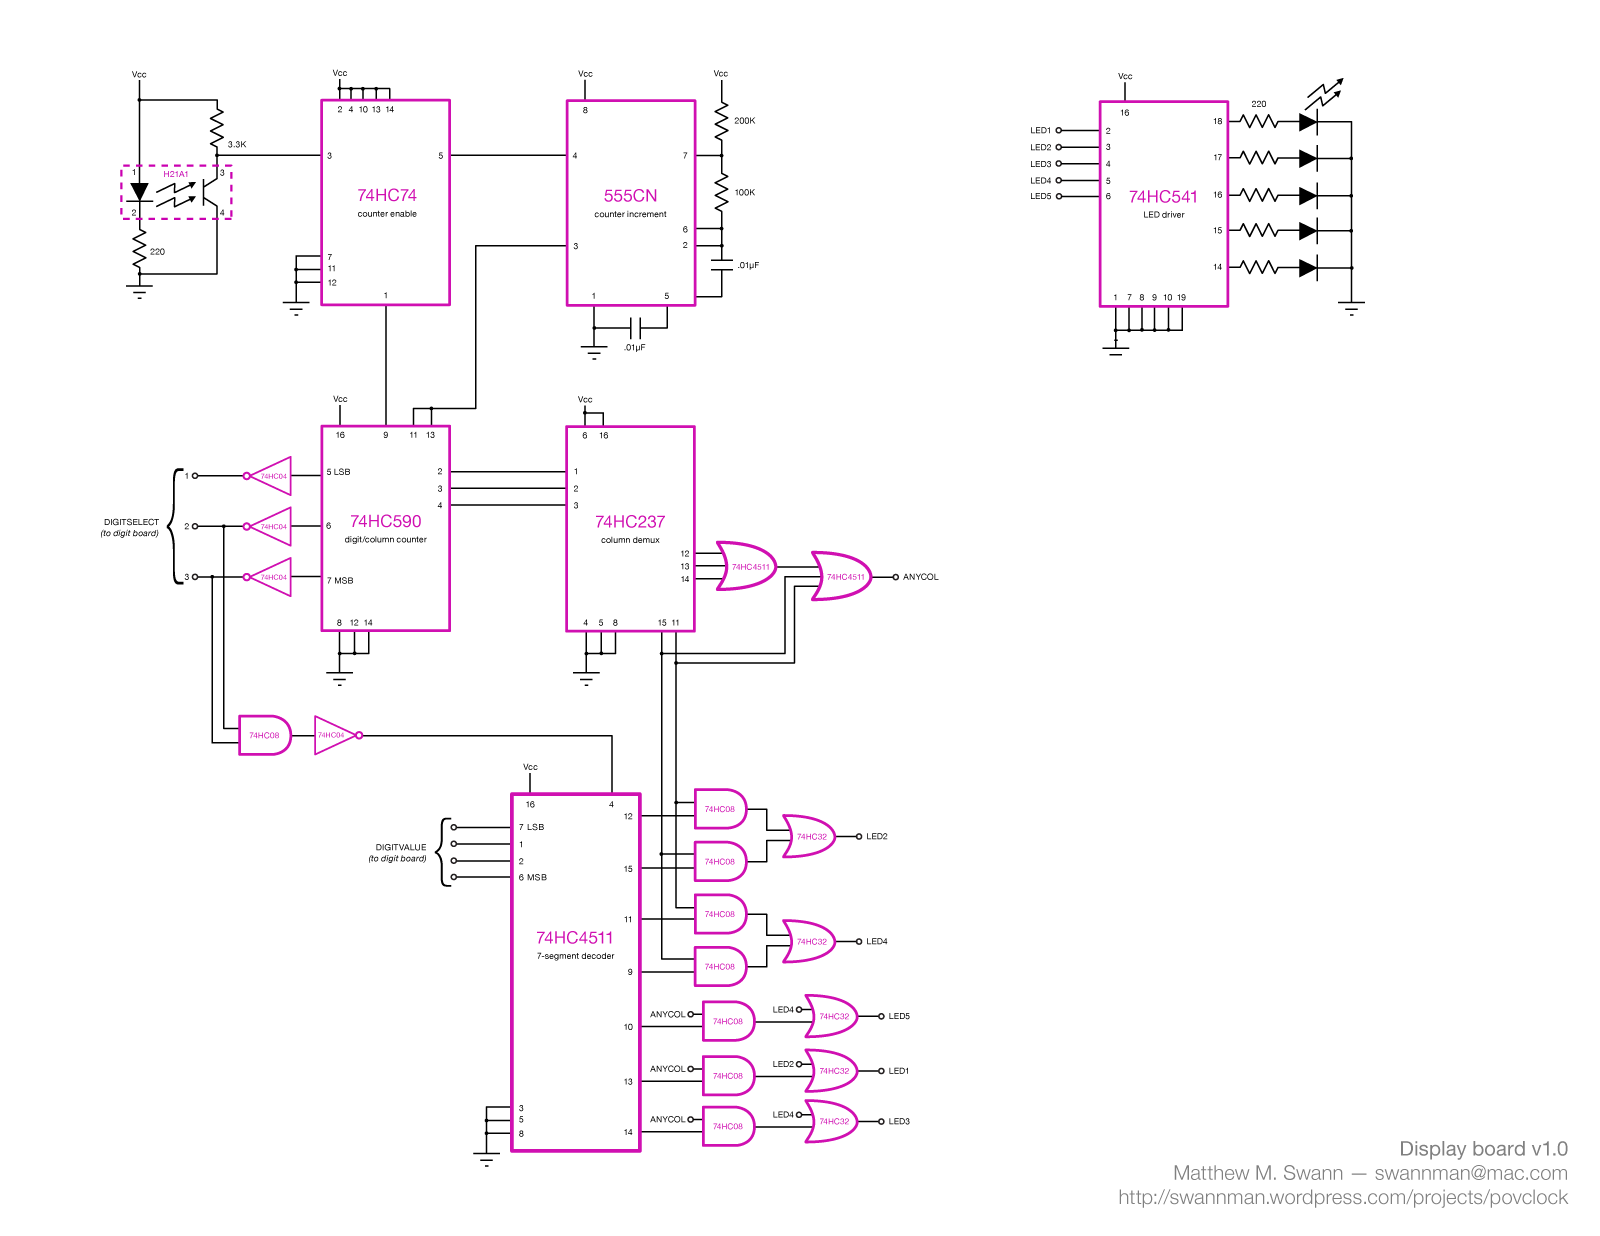 Vcc
3.3K
H21A1
1
2
3
4
220
Vcc
2 4 10 13 14
3
5
74HC74
counter enable
7
11
12
1
Vcc
8
4
7
555CN
counter increment
3
6
2
1
5
.01µF
Vcc
200K
100K
.01µF
Vcc
16
LED1
LED2
LED3
LED4
LED5
2
3
4
5
6
74HC541
LED driver
18
17
16
15
14
1 7 8 9 10 19
220
DIGITSELECT
(to digit board)
1
2
3
74HC04
74HC04
74HC04
Vcc
16
9
11 13
5 LSB
6
7 MSB
2
3
4
74HC590
digit/column counter
8 12 14
Vcc
6 16
1
2
3
74HC237
column demux
12
13
14
4 5 8
15 11
74HC4511
74HC4511
ANYCOL
74HC08
74HC04
Vcc
16
4
DIGITVALUE
(to digit board)
7 LSB
1
2
6 MSB
74HC4511
7-segment decoder
3
5
8
12
15
11
9
10
13
14
74HC08
74HC08
74HC32
LED2
74HC08
74HC08
74HC32
LED4
ANYCOL
74HC08
LED4
74HC32
LED5
ANYCOL
74HC08
LED2
74HC32
LED1
ANYCOL
74HC08
LED4
74HC32
LED3
Display board v1.0
Matthew M. Swann — swannman@mac.com
http://swannman.wordpress.com/projects/povclock